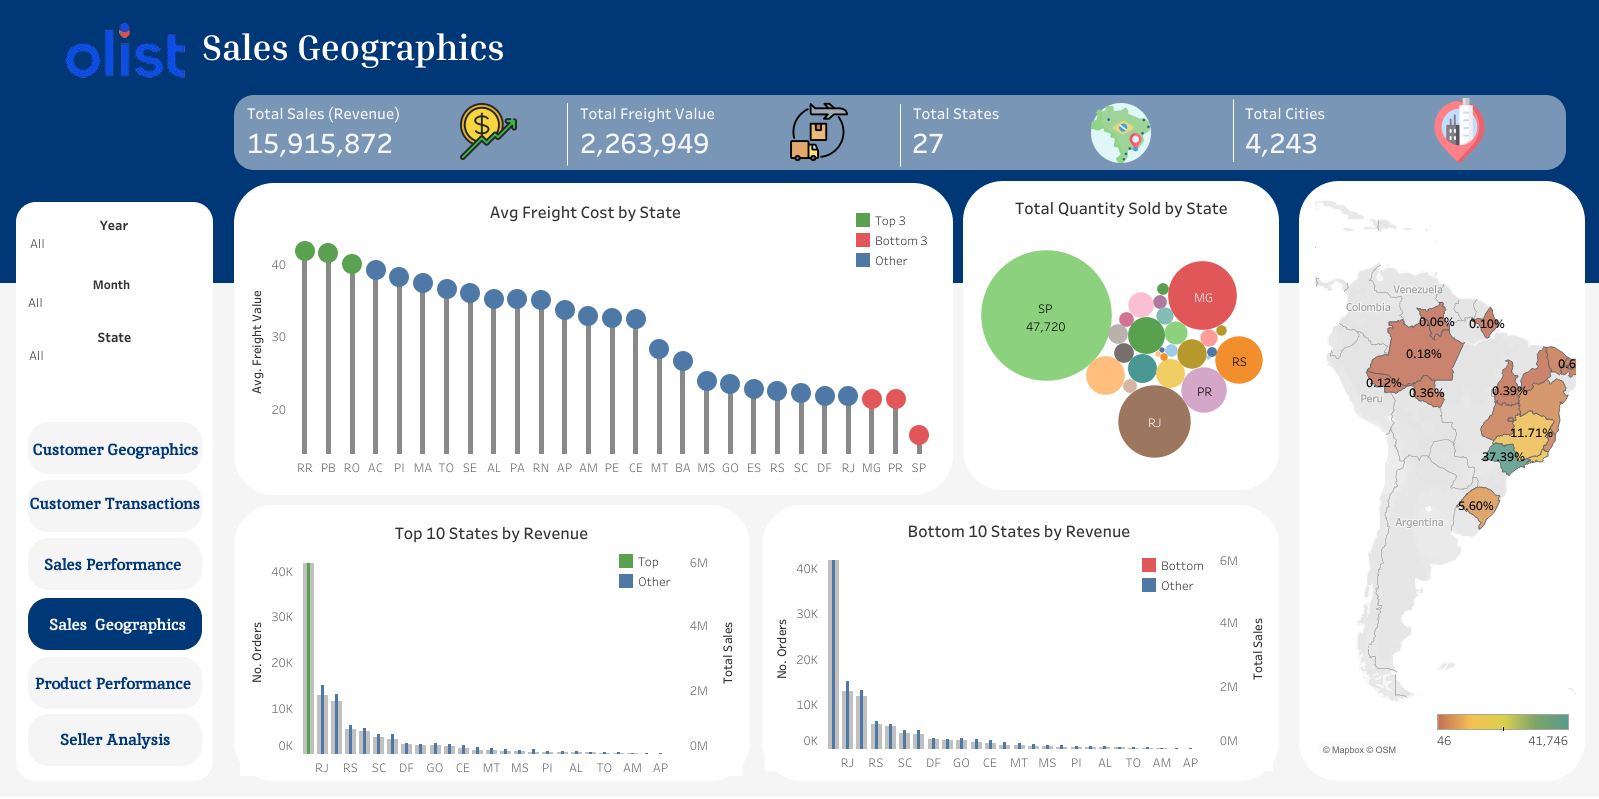 olist
Sales Geographics
Total Sales (Revenue)
15,915,872
Total Freight Value
2,263,949
Total States
27
Total Cities
4,243
Year
All
Month
All
State
All
Customer Geographics
Customer Transactions
Sales Performance
Sales Geographics
Product Performance
Seller Analysis
Avg Freight Cost by State
Top 3
Bottom 3
Other
Avg. Freight Value
40
30
20
RR PB RO AC PI MA TO SE AL PA RN AP AM PE CE MT BA MS GO ES RS SC DF RJ MG PR SP
Total Quantity Sold by State
SP
47,720
MG
RS
PR
RJ
Venezuela
Colombia
0.06%
0.10%
0.18%
0.6
0.12%
0.36%
0.39%
Peru
11.71%
37.39%
5.60%
Argentina
46
41,746
© Mapbox © OSM
Top 10 States by Revenue
Top
Other
No. Orders
40K
30K
20K
10K
0K
Total Sales
6M
4M
2M
0M
RJ RS SC DF GO CE MT MS PI AL TO AM AP
Bottom 10 States by Revenue
Bottom
Other
No. Orders
40K
30K
20K
10K
0K
Total Sales
6M
4M
2M
0M
RJ RS SC DF GO CE MT MS PI AL TO AM AP